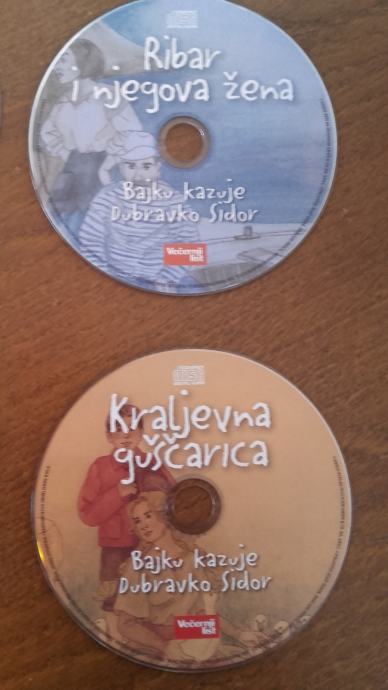 Ribar
i njegova žena
Bajku kazuje
Dubravko Sidor
Večernji
list
Kraljevna
guščarica
Bajku kazuje
Dubravko Sidor
Večernji
list